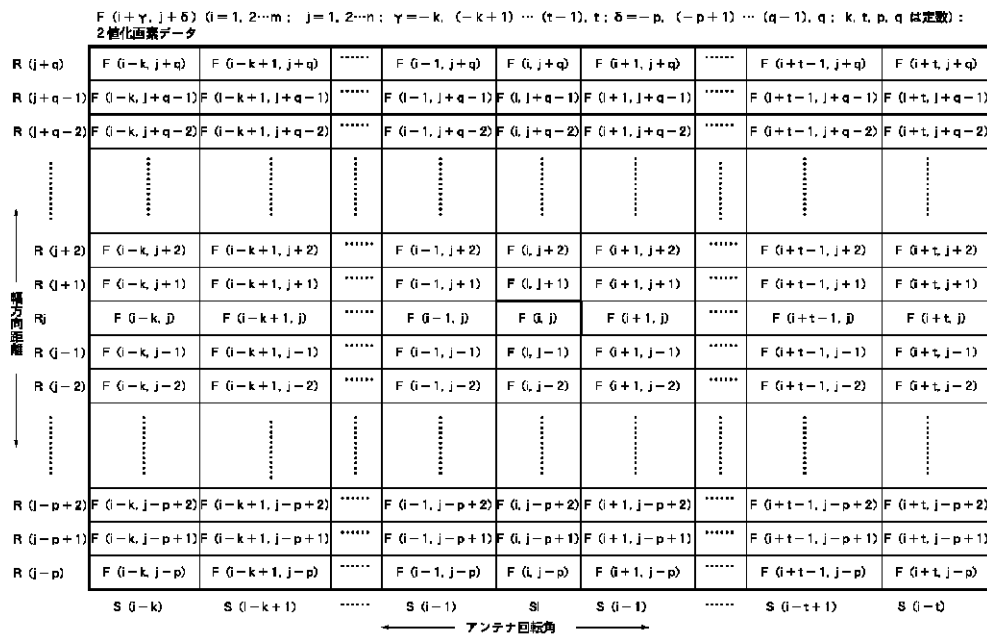 F (i+γ, j+δ) (i=1, 2…m; j=1, 2…n; γ=−k, (−k+1) … (t−1), t; δ=−p, (−p+1) … (q−1), q; k, t, p, q は定数):
2値化画素データ
R (j+q) F (i−k, j+q) F (i−k+1, j+q) …… F (i−1, j+q) F (i, j+q) F (i+1, j+q) …… F (i+t−1, j+q) F (i+t, j+q)
R (j+q−1) F (i−k, j+q−1) F (i−k+1, j+q−1) …… F (i−1, j+q−1) F (i, j+q−1) F (i+1, j+q−1) …… F (i+t−1, j+q−1) F (i+t, j+q−1)
R (j+q−2) F (i−k, j+q−2) F (i−k+1, j+q−2) …… F (i−1, j+q−2) F (i, j+q−2) F (i+1, j+q−2) …… F (i+t−1, j+q−2) F (i+t, j+q−2)
R (j+2) F (i−k, j+2) F (i−k+1, j+2) …… F (i−1, j+2) F (i, j+2) F (i+1, j+2) …… F (i+t−1, j+2) F (i+t, j+2)
R (j+1) F (i−k, j+1) F (i−k+1, j+1) …… F (i−1, j+1) F (i, j+1) F (i+1, j+1) …… F (i+t−1, j+1) F (i+t, j+1)
Rj F (i−k, j) F (i−k+1, j) …… F (i−1, j) F (i, j) F (i+1, j) …… F (i+t−1, j) F (i+t, j)
R (j−1) F (i−k, j−1) F (i−k+1, j−1) …… F (i−1, j−1) F (i, j−1) F (i+1, j−1) …… F (i+t−1, j−1) F (i+t, j−1)
R (j−2) F (i−k, j−2) F (i−k+1, j−2) …… F (i−1, j−2) F (i, j−2) F (i+1, j−2) …… F (i+t−1, j−2) F (i+t, j−2)
R (j−p+2) F (i−k, j−p+2) F (i−k+1, j−p+2) …… F (i−1, j−p+2) F (i, j−p+2) F (i+1, j−p+2) …… F (i+t−1, j−p+2) F (i+t, j−p+2)
R (j−p+1) F (i−k, j−p+1) F (i−k+1, j−p+1) …… F (i−1, j−p+1) F (i, j−p+1) F (i+1, j−p+1) …… F (i+t−1, j−p+1) F (i+t, j−p+1)
R (j−p) F (i−k, j−p) F (i−k+1, j−p) …… F (i−1, j−p) F (i, j−p) F (i+1, j−p) …… F (i+t−1, j−p) F (i+t, j−p)
S (i−k) S (i−k+1) …… S (i−1) Si S (i−1) …… S (i−t+1) S (i−t)
幅方向距離
アンテナ回転角